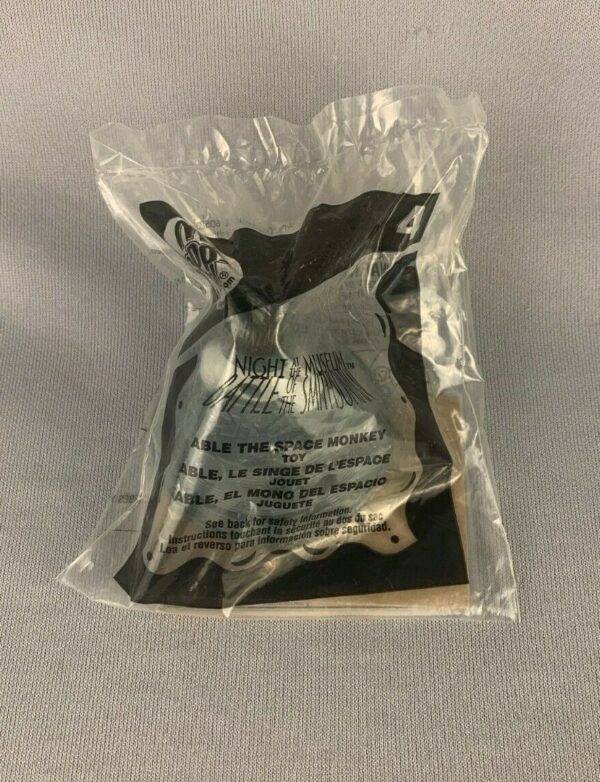 4
NIGHT AT THE MUSEUM™
BATTLE OF THE SMITHSONIAN
ABLE THE SPACE MONKEY
TOY
ABLE, LE SINGE DE L'ESPACE
JOUET
ABLE, EL MONO DEL ESPACIO
JUGUETE
See back for safety information.
Instructions touchant la sécurité au dos du sac
Lea el reverso para información sobre seguridad.